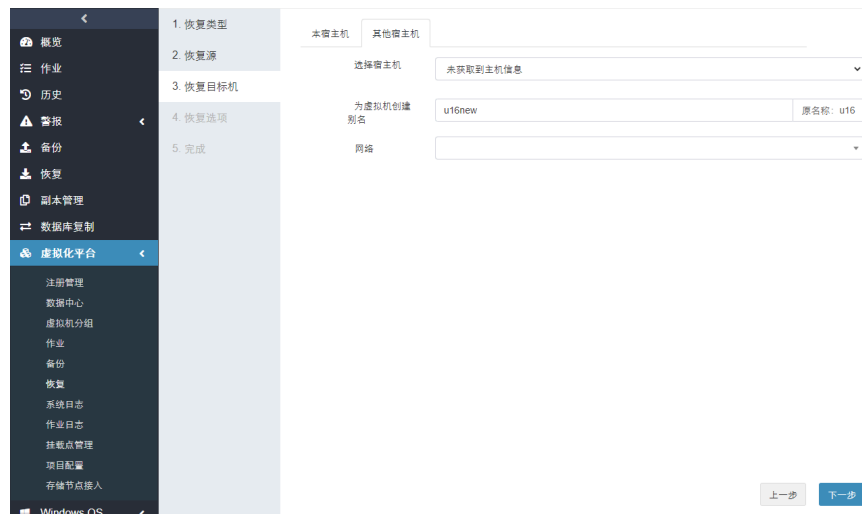 概览
作业
历史
警报
备份
恢复
副本管理
数据库复制
虚拟化平台
注册管理
数据中心
虚拟机分组
作业
备份
恢复
系统日志
作业日志
挂载点管理
项目配置
存储节点接入
Windows OS
1. 恢复类型
2. 恢复源
3. 恢复目标机
4. 恢复选项
5. 完成
本宿主机 其他宿主机
选择宿主机 未获取到主机信息
为虚拟机创建
别名 u16new 原名称: u16
网络
上一步 下一步